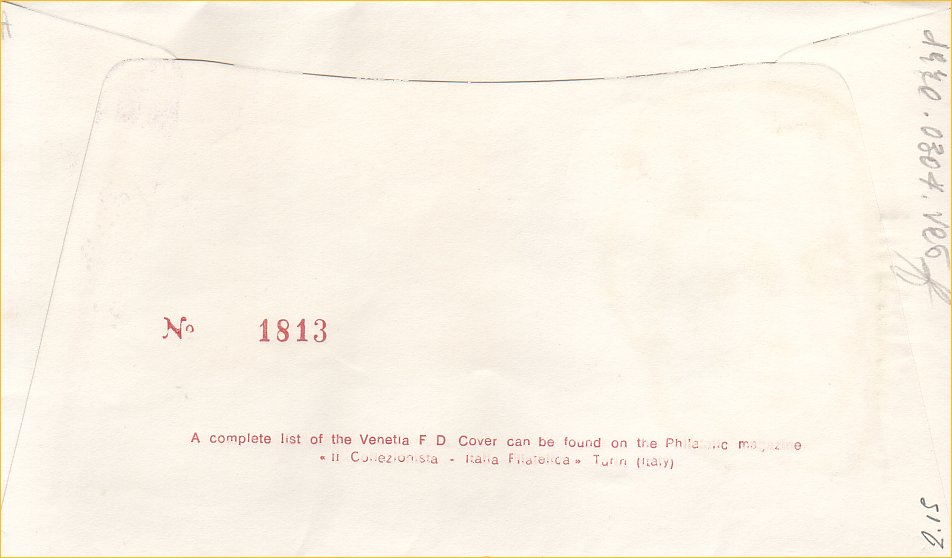 No 1813
A complete list of the Venetia F D Cover can be found on the Philatelic magazine
« Il Collezionista - Italia Filatelica » Turin (Italy)